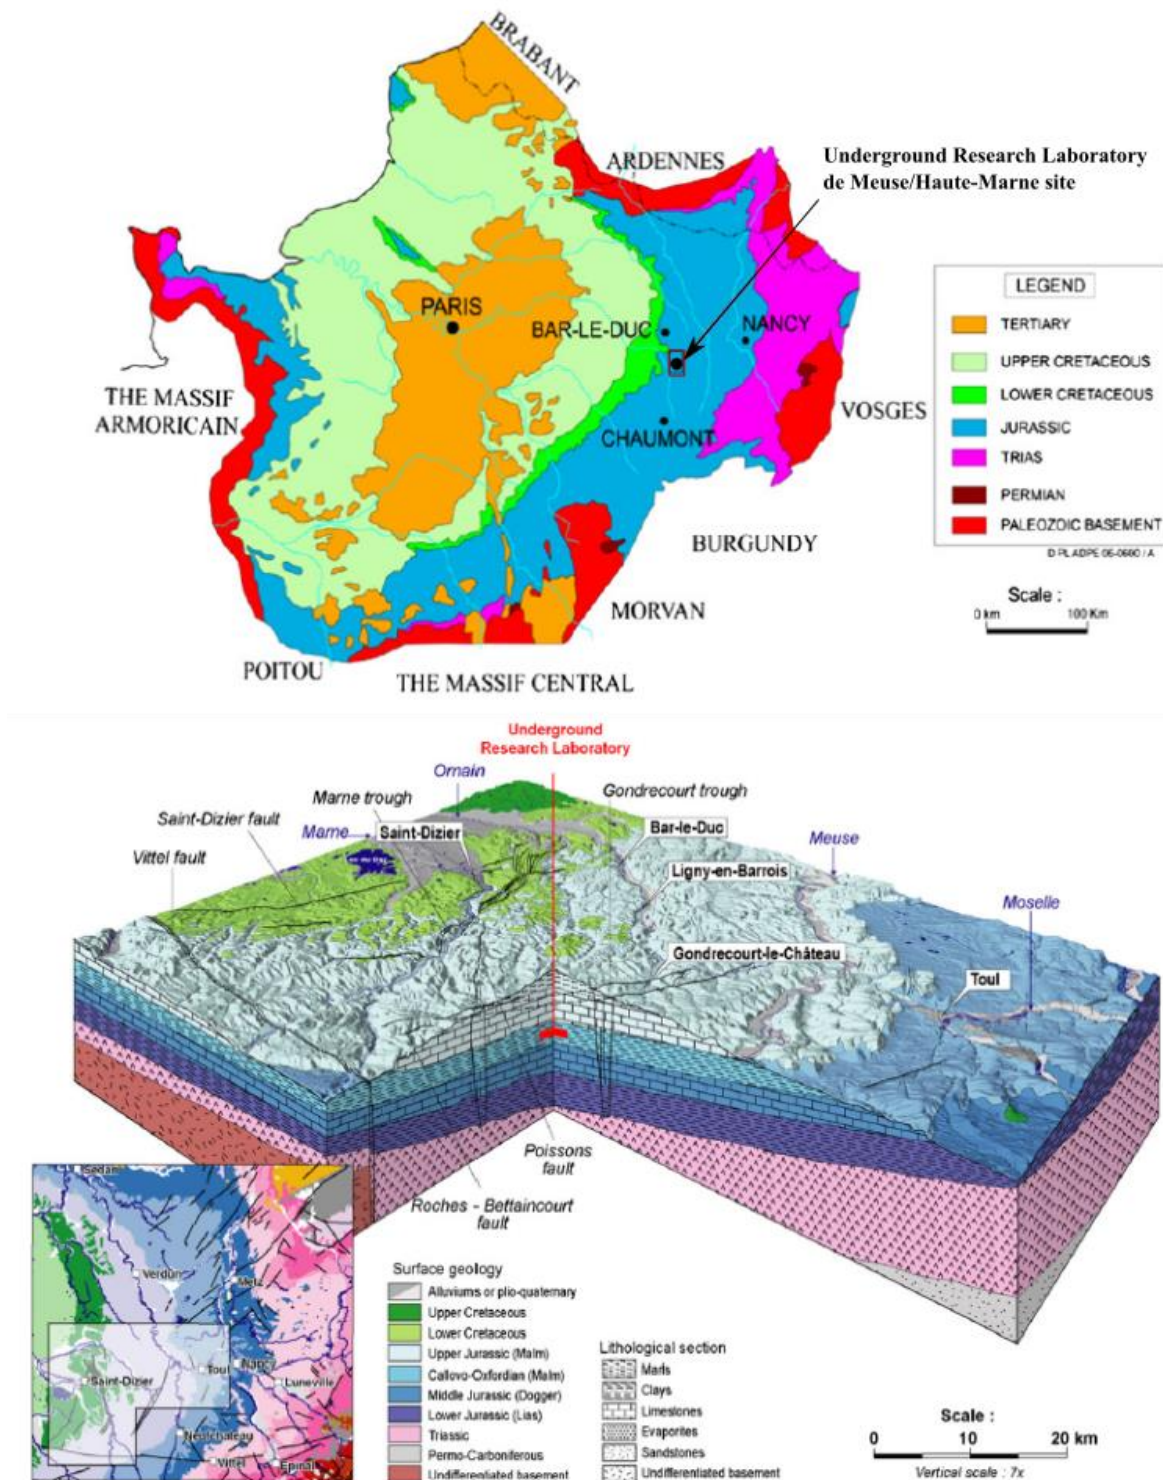 BRABANT
ARDENNES
Underground Research Laboratory
de Meuse/Haute-Marne site
PARIS
BAR-LE-DUC
NANCY
CHAUMONT
THE MASSIF
ARMORICAIN
VOSGES
BURGUNDY
MORVAN
POITOU
THE MASSIF CENTRAL
LEGEND
TERTIARY
UPPER CRETACEOUS
LOWER CRETACEOUS
JURASSIC
TRIAS
PERMIAN
PALEOZOIC BASEMENT
Scale :
0 km
100 Km
Underground
Research Laboratory
Ornain
Marne trough
Gondrecourt trough
Saint-Dizier fault
Marne
Saint-Dizier
Bar-le-Duc
Vittel fault
Meuse
Ligny-en-Barrois
Moselle
Gondrecourt-le-Château
Toul
Poissons
fault
Roches - Bettaincourt
fault
Sedan
Verdun
Metz
Toul
Nancy
Saint-Dizier
Luneville
Neufchateau
Vittel
Epinal
Surface geology
Alluviums or plio-quaternary
Upper Cretaceous
Lower Cretaceous
Upper Jurassic (Malm)
Callovo-Oxfordian (Malm)
Middle Jurassic (Dogger)
Lower Jurassic (Lias)
Triassic
Permo-Carboniferous
Undifferentiated basement
Lithological section
Marls
Clays
Limestones
Evaporites
Sandstones
Undifferentiated basement
Scale :
0 10 20 km
Vertical scale : 7x